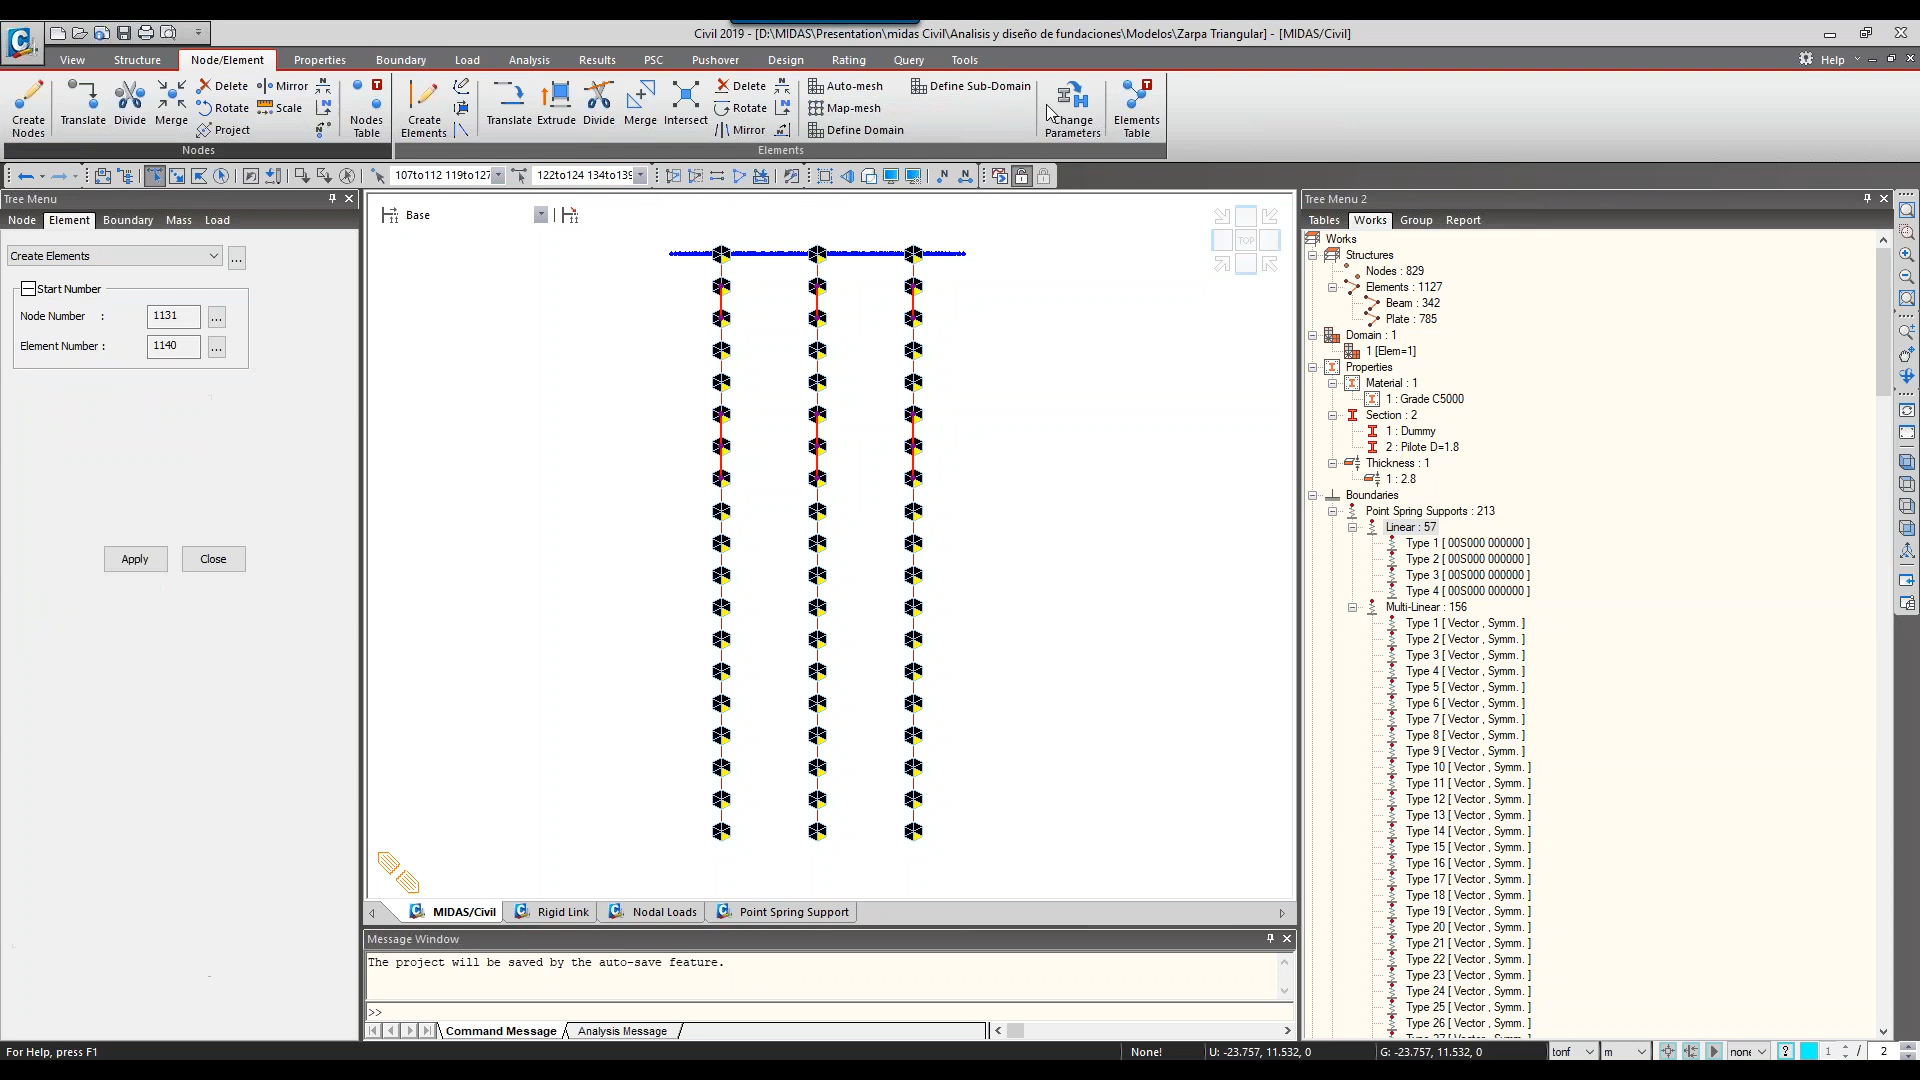 Civil 2019 - [D:\MIDAS\Presentation\midas Civil\Analisis y diseño de fundaciones\Modelos\Zarpa Triangular] - [MIDAS/Civil]
View Structure Node/Element Properties Boundary Load Analysis Results PSC Pushover Design Rating Query Tools Help
Create Nodes Translate Divide Merge Delete Rotate Project Mirror Scale Nodes Table
Create Elements Translate Extrude Divide Merge Intersect Delete Rotate Mirror Auto-mesh Map-mesh Define Domain Define Sub-Domain Change Parameters Elements Table
Nodes Elements
107to112 119to127 122to124 134to139
Tree Menu
Node Element Boundary Mass Load
Create Elements ...
Start Number
Node Number : 1131 ...
Element Number : 1140 ...
Apply Close
Base
TOP
MIDAS/Civil Rigid Link Nodal Loads Point Spring Support
Message Window
The project will be saved by the auto-save feature.
>>
Command Message Analysis Message
Tree Menu 2
Tables Works Group Report
Works
Structures
Nodes : 829
Elements : 1127
Beam : 342
Plate : 785
Domain : 1
1 [Elem=1]
Properties
Material : 1
1 : Grade C5000
Section : 2
1 : Dummy
2 : Pilote D=1.8
Thickness : 1
1 : 2.8
Boundaries
Point Spring Supports : 213
Linear : 57
Type 1 [ 00S000 000000 ]
Type 2 [ 00S000 000000 ]
Type 3 [ 00S000 000000 ]
Type 4 [ 00S000 000000 ]
Multi-Linear : 156
Type 1 [ Vector , Symm. ]
Type 2 [ Vector , Symm. ]
Type 3 [ Vector , Symm. ]
Type 4 [ Vector , Symm. ]
Type 5 [ Vector , Symm. ]
Type 6 [ Vector , Symm. ]
Type 7 [ Vector , Symm. ]
Type 8 [ Vector , Symm. ]
Type 9 [ Vector , Symm. ]
Type 10 [ Vector , Symm. ]
Type 11 [ Vector , Symm. ]
Type 12 [ Vector , Symm. ]
Type 13 [ Vector , Symm. ]
Type 14 [ Vector , Symm. ]
Type 15 [ Vector , Symm. ]
Type 16 [ Vector , Symm. ]
Type 17 [ Vector , Symm. ]
Type 18 [ Vector , Symm. ]
Type 19 [ Vector , Symm. ]
Type 20 [ Vector , Symm. ]
Type 21 [ Vector , Symm. ]
Type 22 [ Vector , Symm. ]
Type 23 [ Vector , Symm. ]
Type 24 [ Vector , Symm. ]
Type 25 [ Vector , Symm. ]
Type 26 [ Vector , Symm. ]
For Help, press F1 None! U: -23.757, 11.532, 0 G: -23.757, 11.532, 0 tonf m none ? 1 / 2